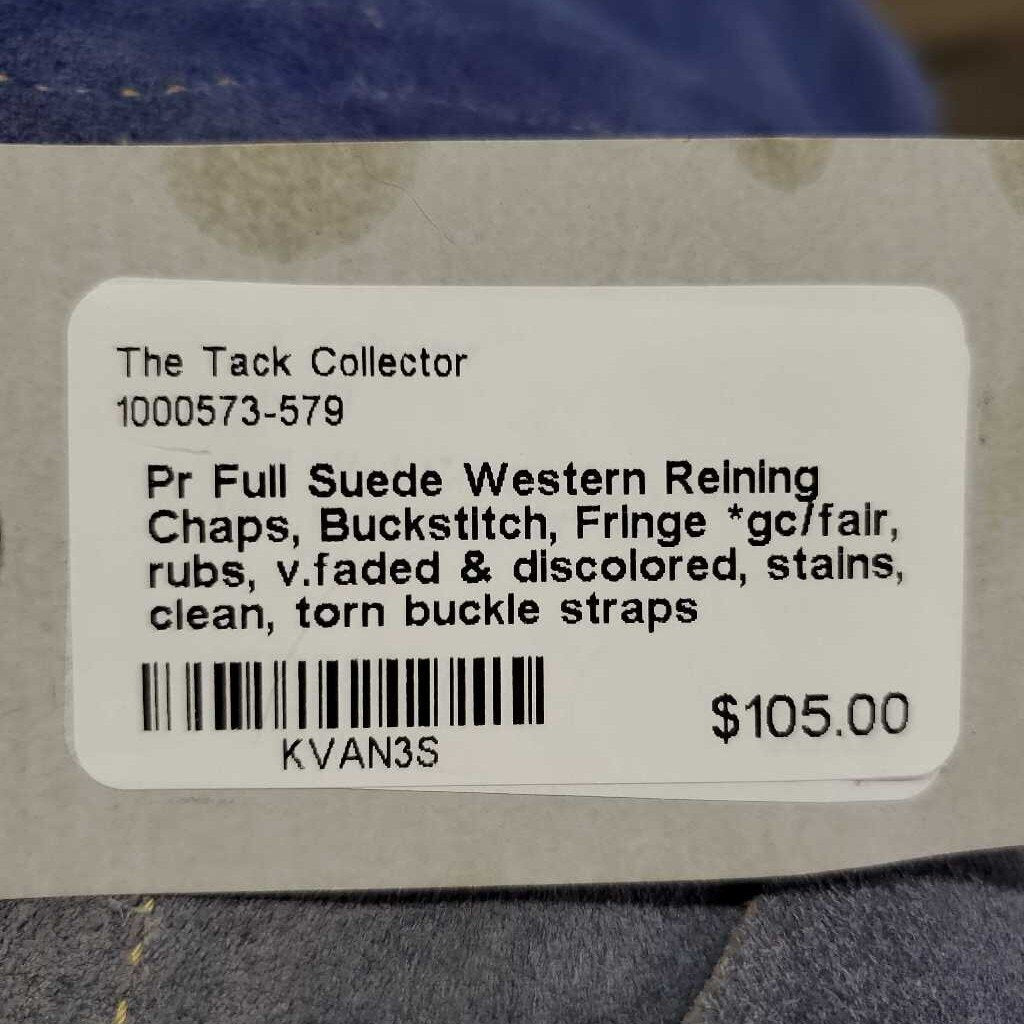 The Tack Collector
1000573-579
Pr Full Suede Western Reining
Chaps, Buckstitch, Fringe *gc/fair,
rubs, v.faded & discolored, stains,
clean, torn buckle straps
KVAN3S
$105.00